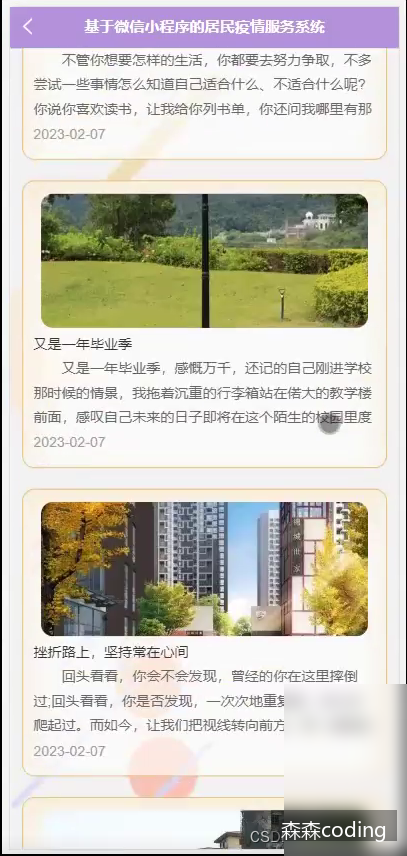 基于微信小程序的居民疫情服务系统
不管你想要怎样的生活，你都要去努力争取，不多
尝试一些事情怎么知道自己适合什么、不适合什么呢？
你说你喜欢读书，让我给你列书单，你还问我哪里有那
2023-02-07
又是一年毕业季
又是一年毕业季，感慨万千，还记的自己刚进学校
那时候的情景，我拖着沉重的行李箱站在偌大的教学楼
前面，感叹自己未来的日子即将在这个陌生的校园里度
2023-02-07
挫折路上，坚持常在心间
回头看看，你会不会发现，曾经的你在这里摔倒
过;回头看看，你是否发现，一次次地重复
爬起过。而如今，让我们把视线转向前方
2023-02-07
CSD
森森coding